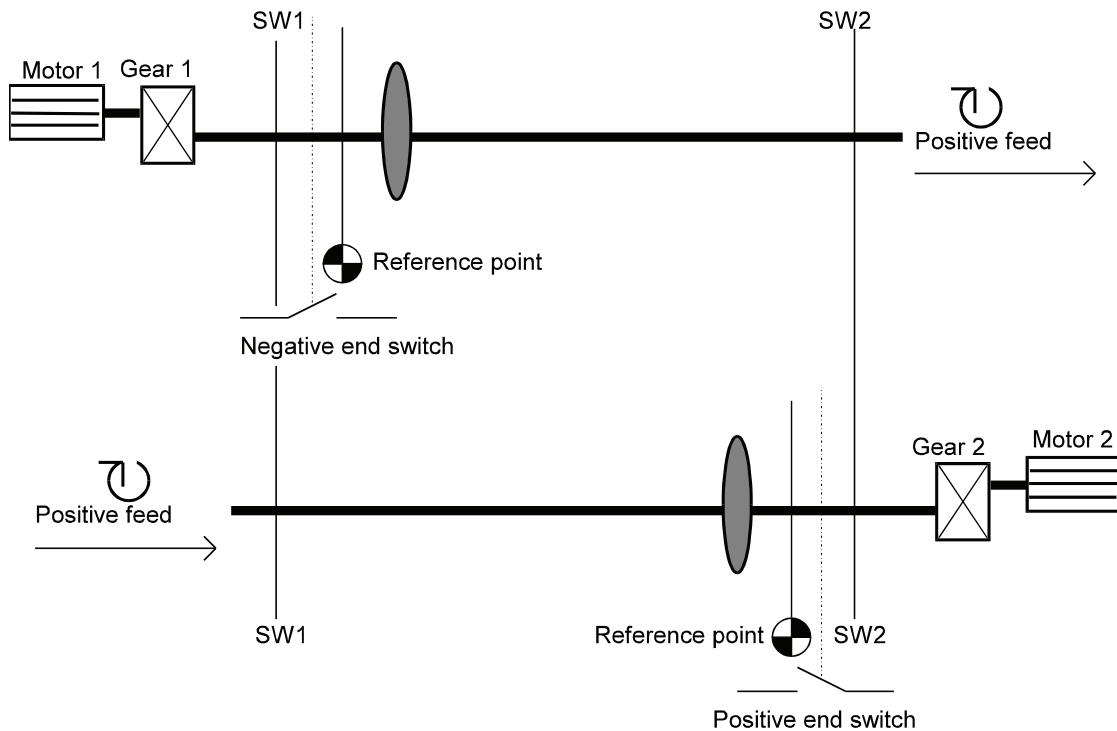 SW1
SW2
Motor 1
Gear 1
Positive feed
Reference point
Negative end switch
Gear 2
Motor 2
Positive feed
SW1
Reference point
SW2
Positive end switch